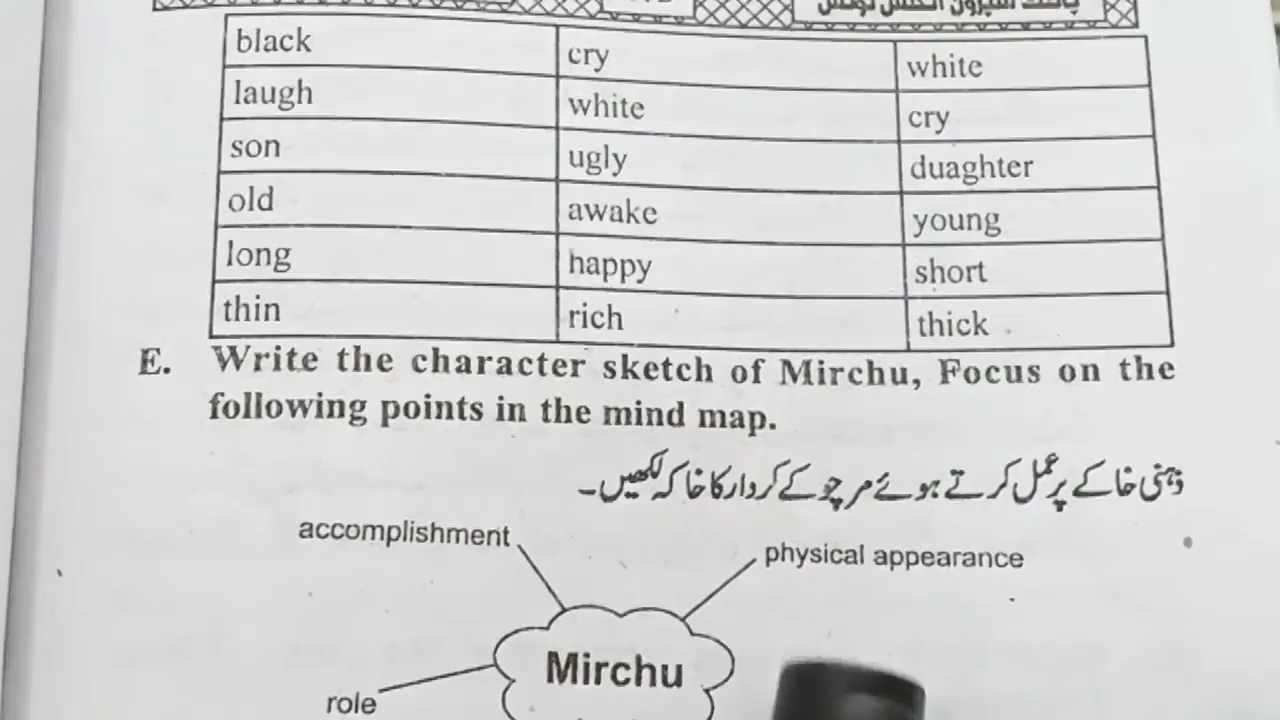 black cry white
laugh white cry
son ugly duaghter
old awake young
long happy short
thin rich thick
E. Write the character sketch of Mirchu, Focus on the
following points in the mind map.
ذہنی خاکے پر عمل کرتے ہوئے مرچو کے کردار کا خاکہ لکھیں۔
accomplishment
physical appearance
Mirchu
role